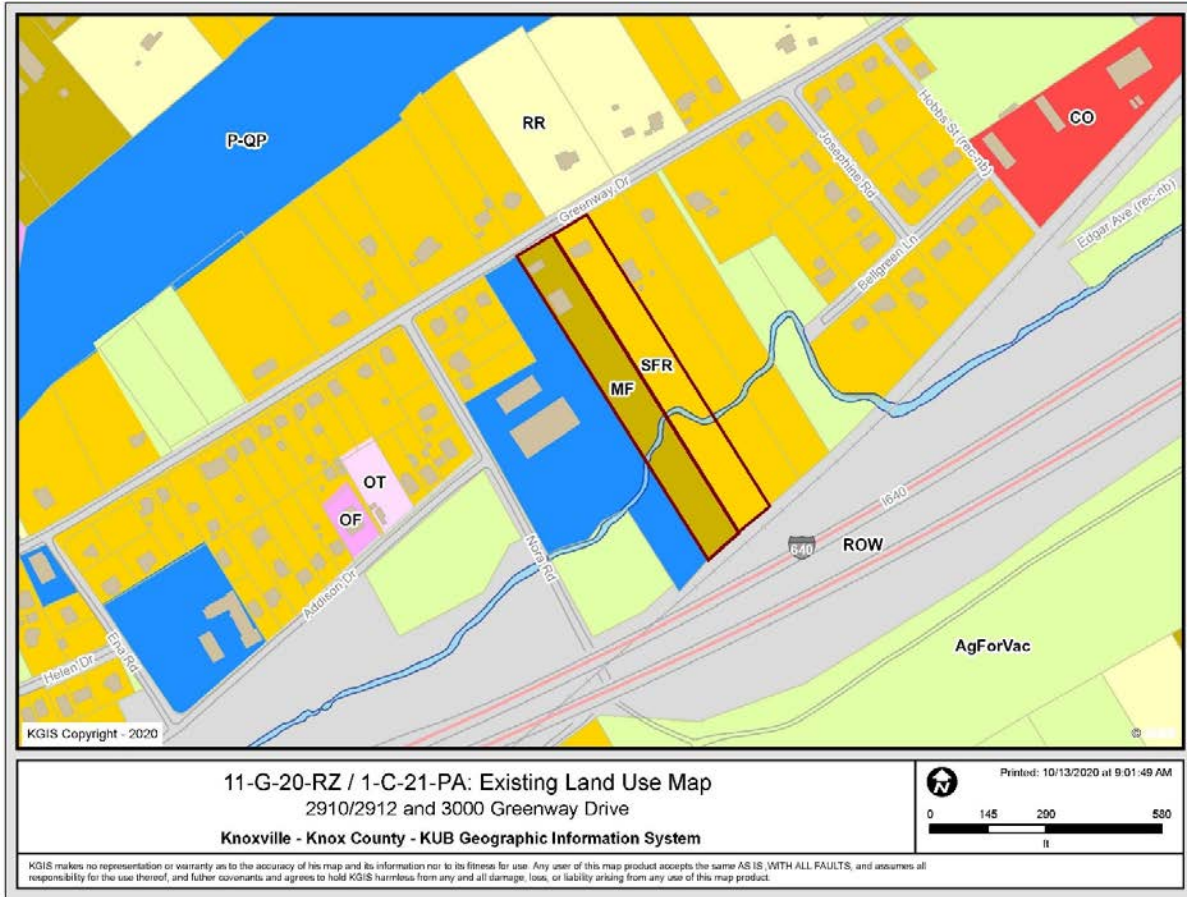 P-QP
RR
CO
Hobbs St (rec-nb)
Josephine Rd
Greenway Dr
Edgar Ave (rec-nb)
Bellgreen Ln
SFR
MF
OT
OF
Nora Rd
I640
640
ROW
Addison Dr
Ena Rd
Helen Dr
AgForVac
KGIS Copyright - 2020
11-G-20-RZ / 1-C-21-PA: Existing Land Use Map
2910/2912 and 3000 Greenway Drive
Knoxville - Knox County - KUB Geographic Information System
N
Printed: 10/13/2020 at 9:01:49 AM
0 145 290 580
ft
KGIS makes no representation or warranty as to the accuracy of his map and its information nor to its fitness for use. Any user of this map product accepts the same AS IS ,WITH ALL FAULTS, and assumes all
responsibility for the use thereof, and futher covenants and agrees to hold KGIS harmless from any and all damage, loss, or liability arising from any use of this map product.